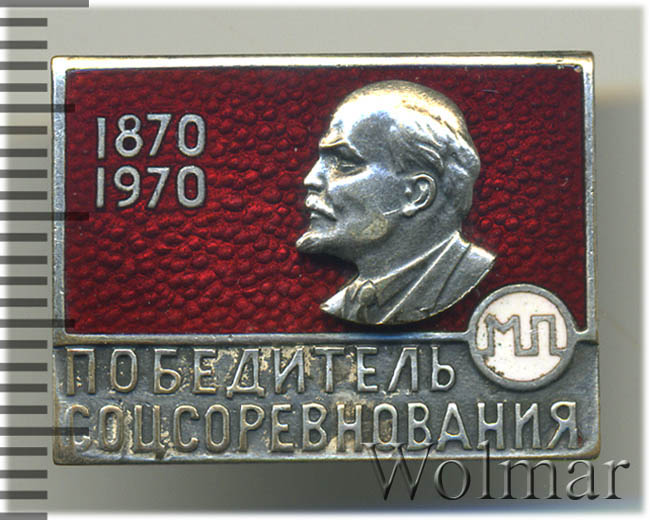 1870
1970
МП
ПОБЕДИТЕЛЬ
СОЦСОРЕВНОВАНИЯ
Wolmar